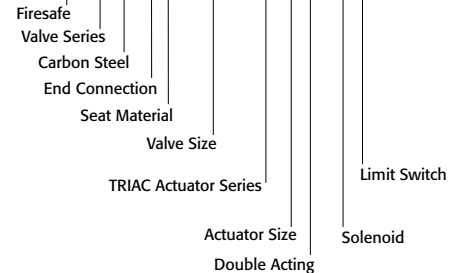 Firesafe
Valve Series
Carbon Steel
End Connection
Seat Material
Valve Size
Limit Switch
TRIAC Actuator Series
Actuator Size
Solenoid
Double Acting